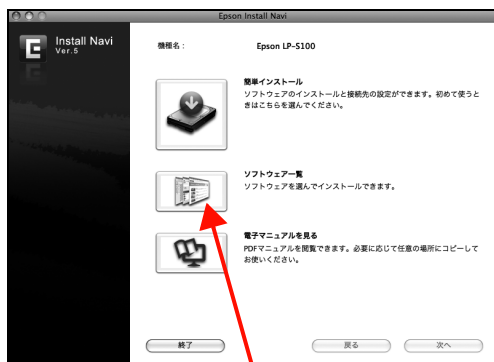 Epson Install Navi
Install Navi
Ver.5
機種名：
Epson LP-S100
簡単インストール
ソフトウェアのインストールと接続先の設定ができます。初めて使うと
きはこちらを選んでください。
ソフトウェア一覧
ソフトウェアを選んでインストールできます。
電子マニュアルを見る
PDFマニュアルを閲覧できます。必要に応じて任意の場所にコピーして
お使いください。
終了
戻る
次へ